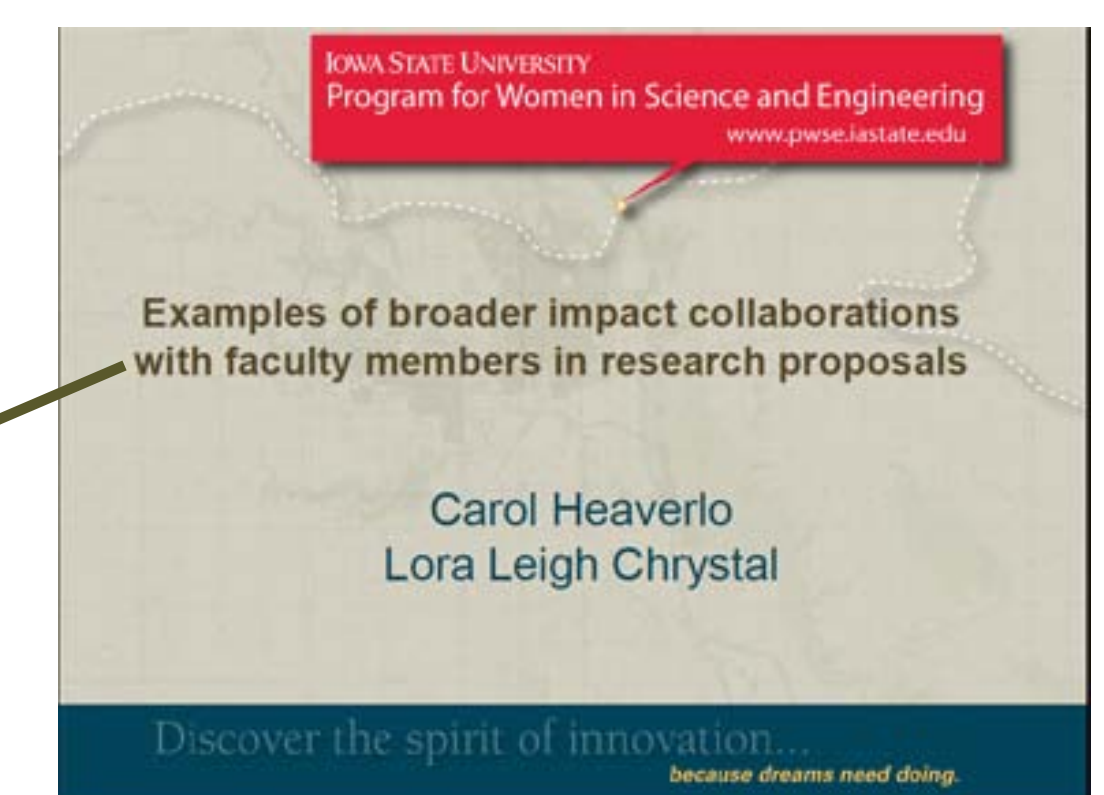 IOWA STATE UNIVERSITY
Program for Women in Science and Engineering
www.pwse.iastate.edu
Examples of broader impact collaborations
with faculty members in research proposals
Carol Heaverlo
Lora Leigh Chrystal
Discover the spirit of innovation...
because dreams need doing.